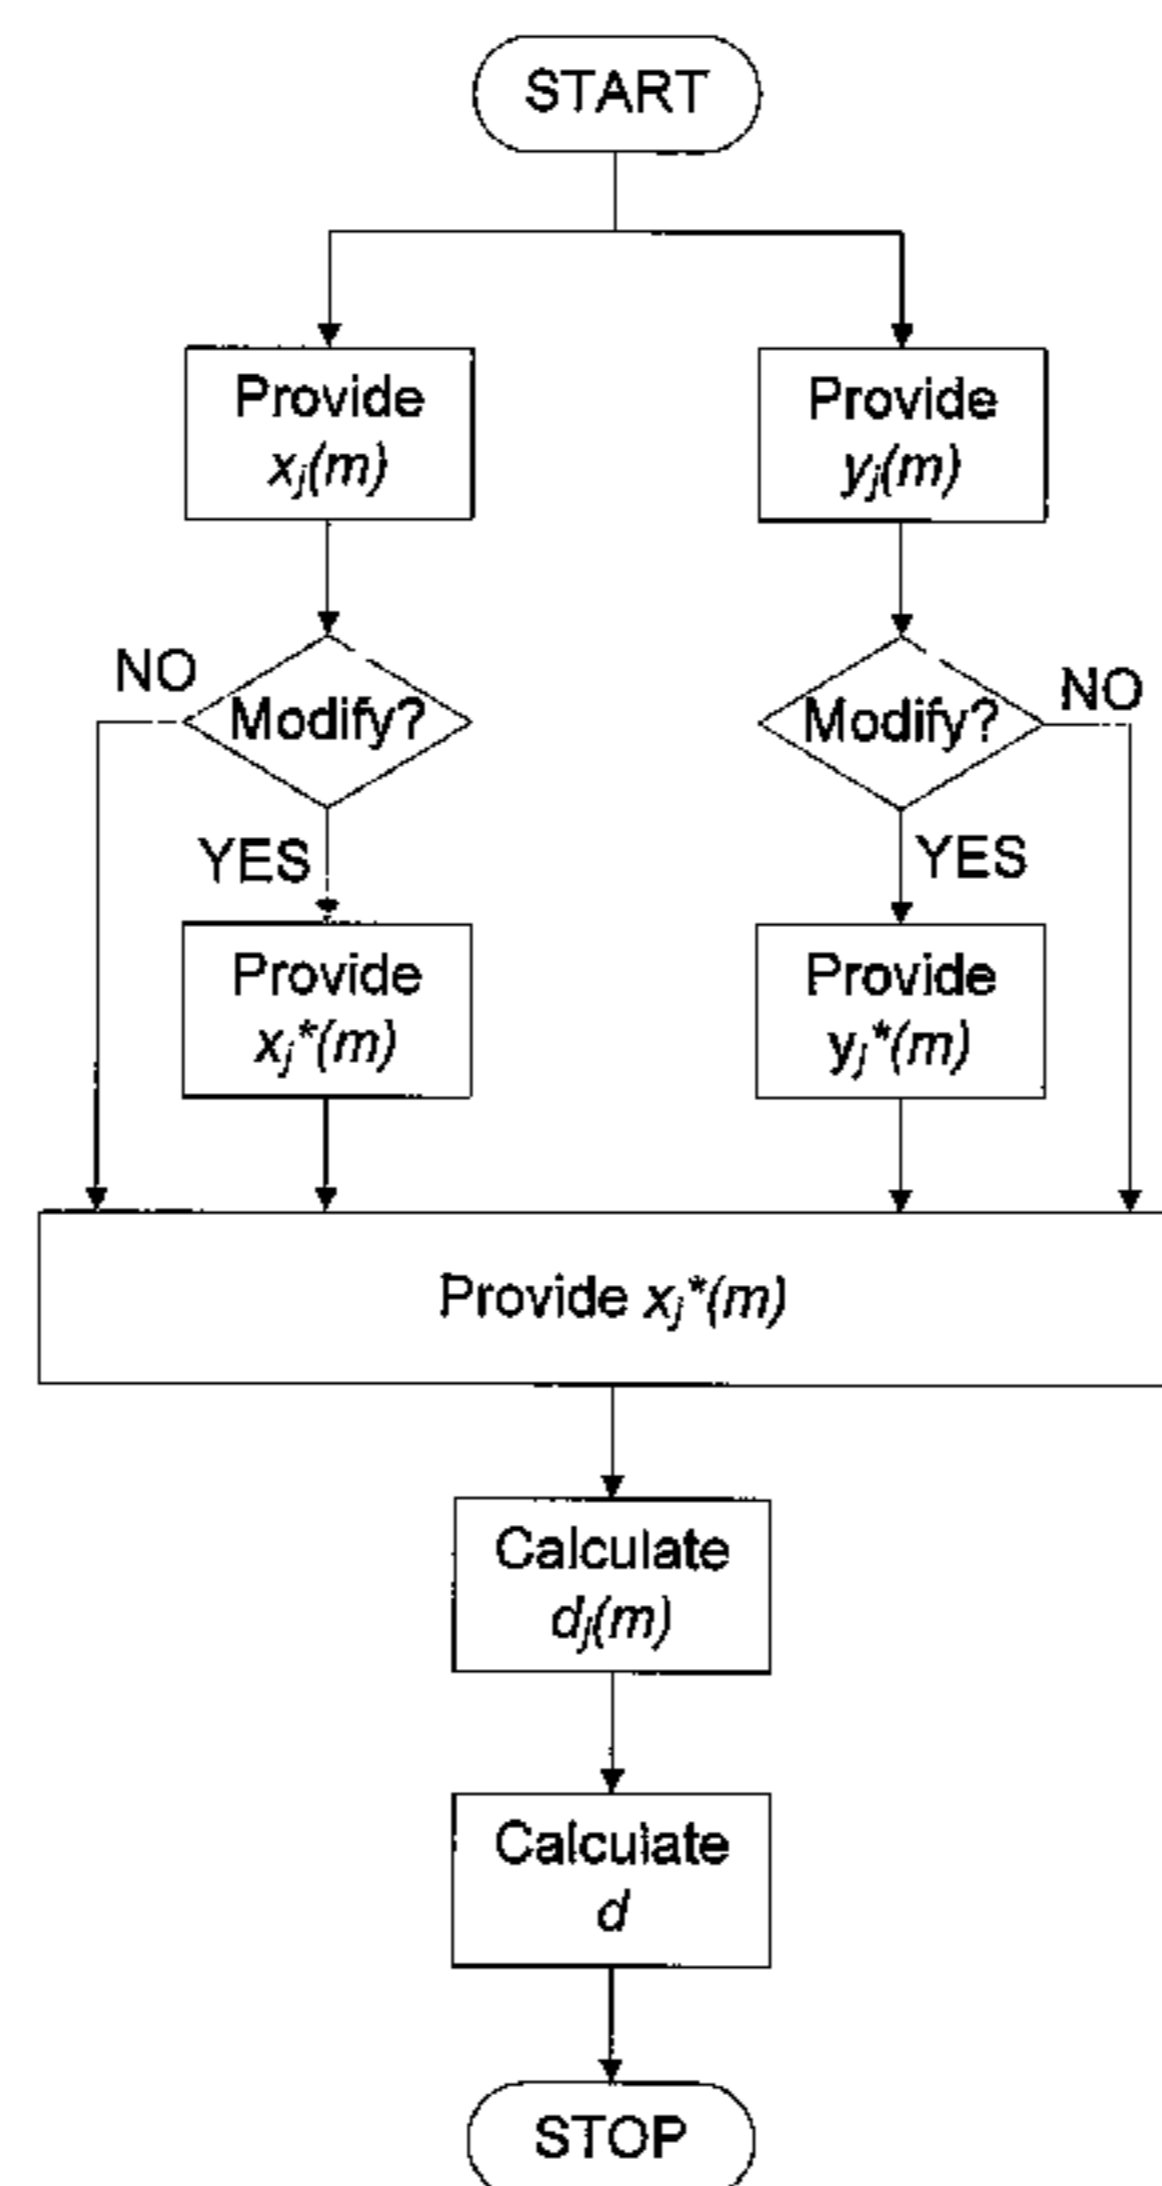 START
Provide
xj(m)
Provide
yj(m)
NO
Modify?
Modify?
NO
YES
YES
Provide
xj*(m)
Provide
yj*(m)
Provide xj*(m)
Calculate
dj(m)
Calculate
d
STOP